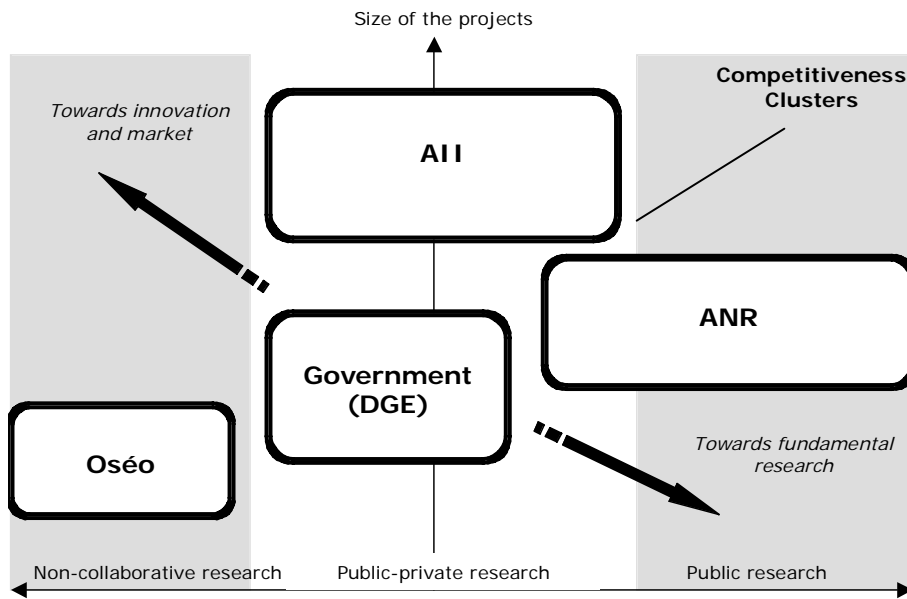 Size of the projects
Competitiveness
Clusters
Towards innovation
and market
AII
ANR
Government
(DGE)
Oséo
Towards fundamental
research
Non-collaborative research
Public-private research
Public research